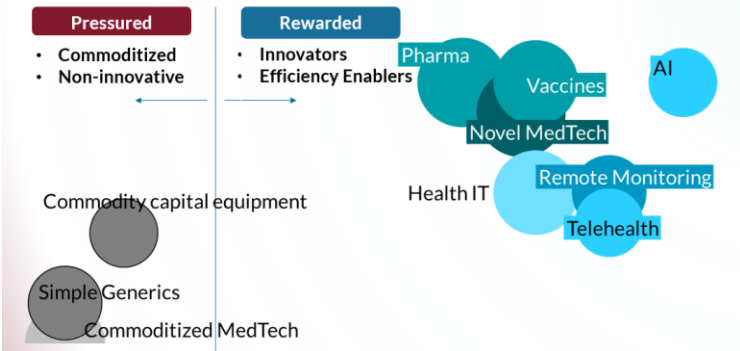 Pressured
Rewarded
• Commoditized
• Non-innovative
• Innovators
• Efficiency Enablers
Pharma
Vaccines
AI
Novel MedTech
Health IT
Remote Monitoring
Telehealth
Commodity capital equipment
Simple Generics
Commoditized MedTech